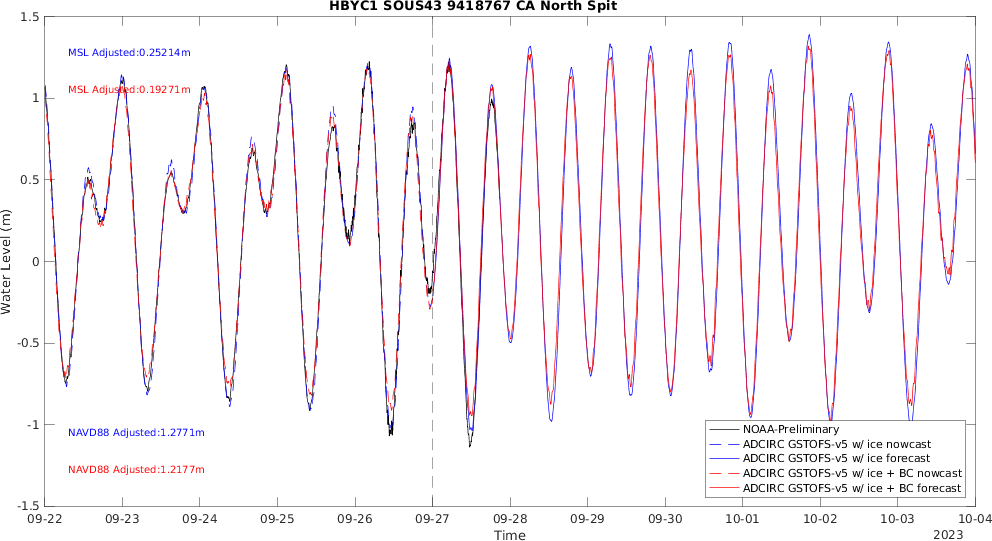 HBYC1 SOUS43 9418767 CA North Spit
1.5
1
0.5
0
-0.5
-1
-1.5
Water Level (m)
MSL Adjusted:0.25214m
MSL Adjusted:0.19271m
NAVD88 Adjusted:1.2771m
NAVD88 Adjusted:1.2177m
NOAA-Preliminary
ADCIRC GSTOFS-v5 w/ ice nowcast
ADCIRC GSTOFS-v5 w/ ice forecast
ADCIRC GSTOFS-v5 w/ ice + BC nowcast
ADCIRC GSTOFS-v5 w/ ice + BC forecast
09-22 09-23 09-24 09-25 09-26 09-27 09-28 09-29 09-30 10-01 10-02 10-03 10-04
Time
2023